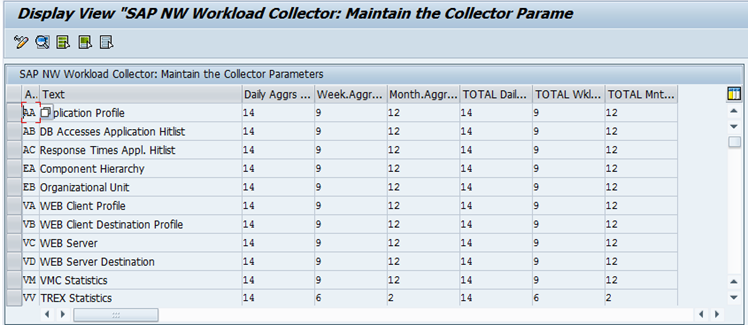 Display View "SAP NW Workload Collector: Maintain the Collector Parame
SAP NW Workload Collector: Maintain the Collector Parameters
A.. Text Daily Aggrs ... Week.Aggr... Month.Aggr... TOTAL Dail... TOTAL Wkl... TOTAL Mnt...
AA plication Profile 14 9 12 14 9 12
AB DB Accesses Application Hitlist 14 9 12 14 9 12
AC Response Times Appl. Hitlist 14 9 12 14 9 12
EA Component Hierarchy 14 9 12 14 9 12
EB Organizational Unit 14 9 12 14 9 12
VA WEB Client Profile 14 9 12 14 9 12
VB WEB Client Destination Profile 14 9 12 14 9 12
VC WEB Server 14 9 12 14 9 12
VD WEB Server Destination 14 9 12 14 9 12
VM VMC Statistics 14 9 12 14 9 12
VV TREX Statistics 14 6 2 14 6 2